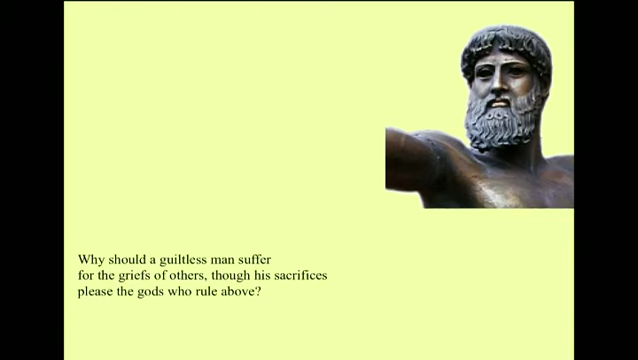 Why should a guiltless man suffer
for the griefs of others, though his sacrifices
please the gods who rule above?